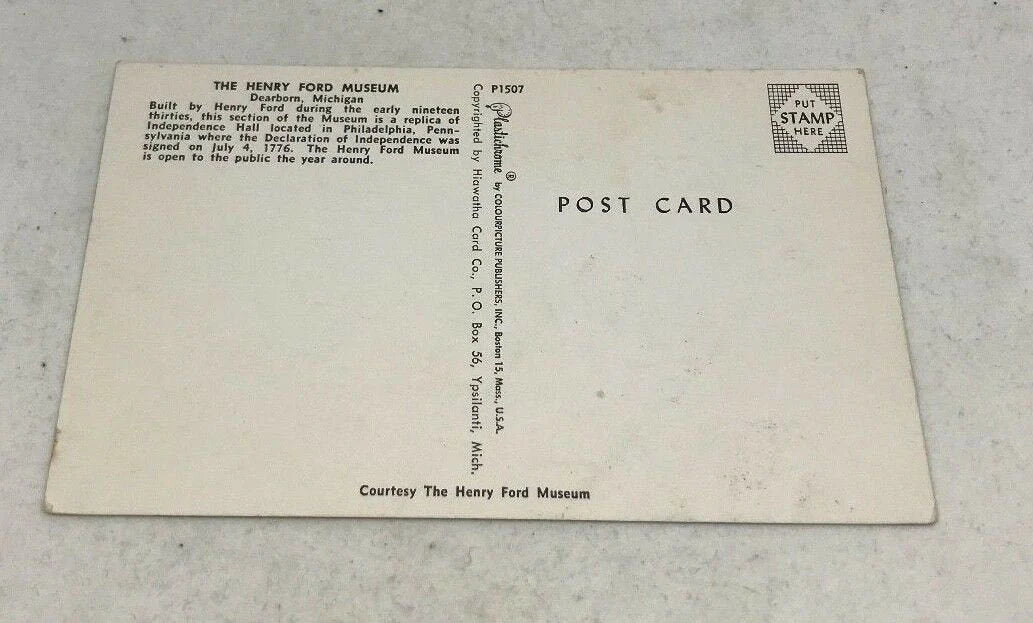 THE HENRY FORD MUSEUM
Dearborn, Michigan
Built by Henry Ford during the early nineteen
thirties, this section of the Museum is a replica of
Independence Hall located in Philadelphia, Penn-
sylvania where the Declaration of Independence was
signed on July 4, 1776. The Henry Ford Museum
is open to the public the year around.
Copyrighted by Hiawatha Card Co., P. O. Box 56, Ypsilanti, Mich.
P1507
Plastichrome ® by COLOURPICTURE PUBLISHERS, INC., Boston 15, Mass., U.S.A.
PUT
STAMP
HERE
POST CARD
Courtesy The Henry Ford Museum